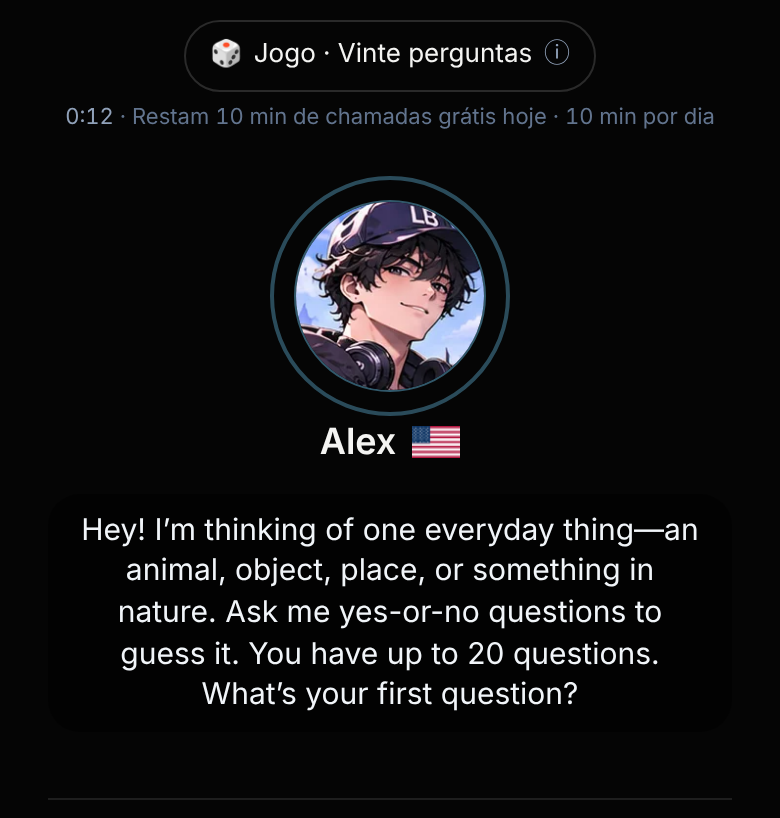 Jogo · Vinte perguntas ⓘ
0:12 · Restam 10 min de chamadas grátis hoje · 10 min por dia
LB
Alex
Hey! I’m thinking of one everyday thing—an
animal, object, place, or something in
nature. Ask me yes-or-no questions to
guess it. You have up to 20 questions.
What’s your first question?